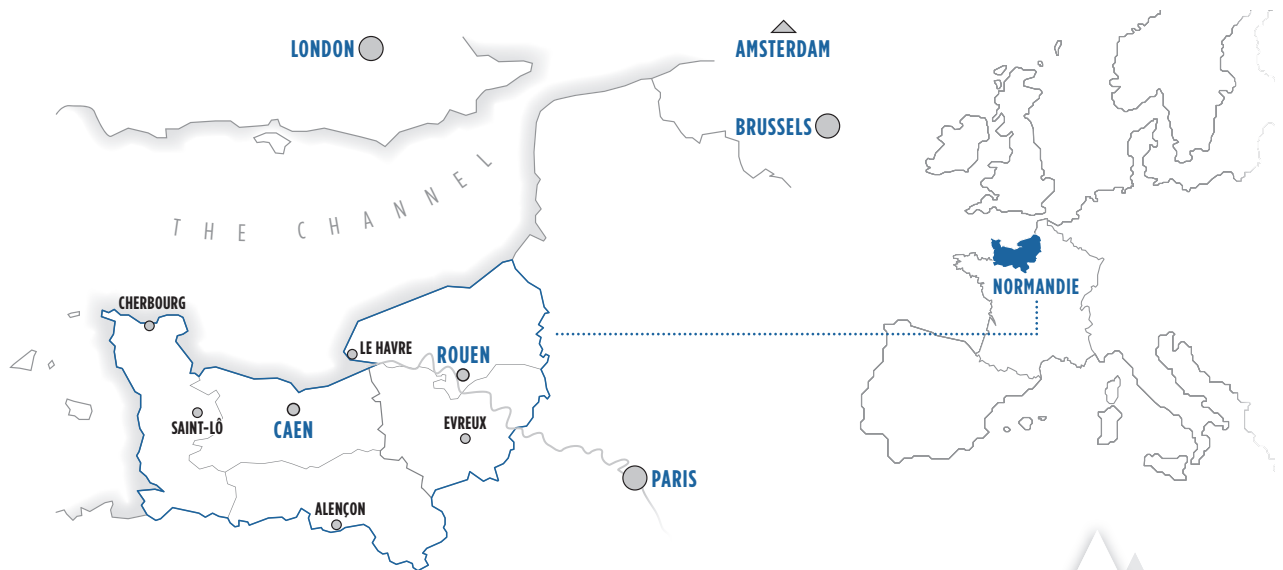 LONDON
AMSTERDAM
BRUSSELS
THE CHANNEL
NORMANDIE
CHERBOURG
LE HAVRE
ROUEN
SAINT-LÔ
CAEN
EVREUX
PARIS
ALENÇON